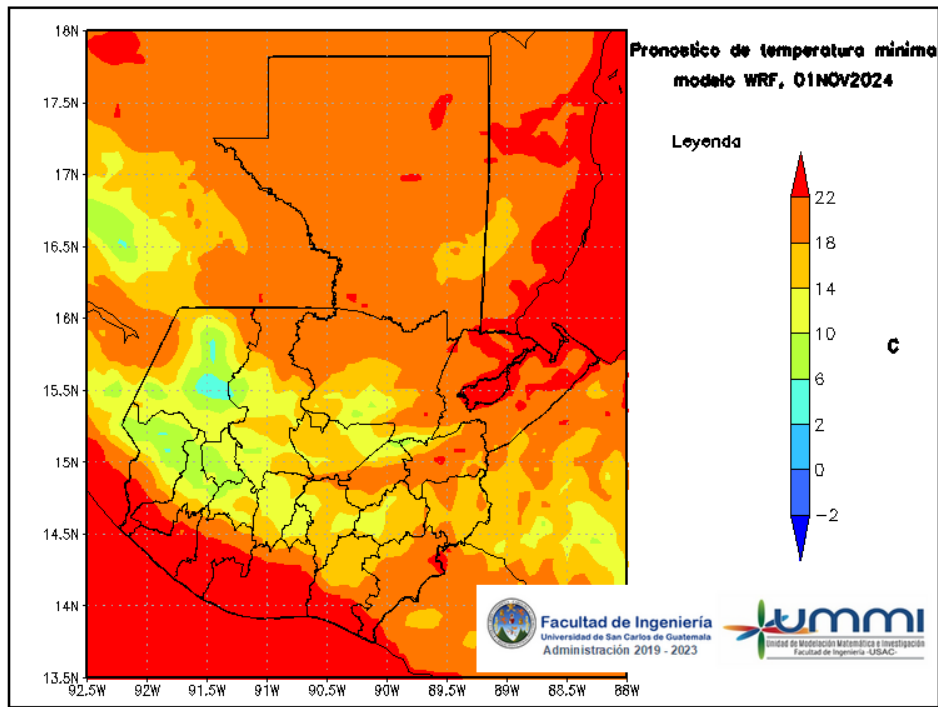 Pronostico de temperatura minima
modelo WRF, 01NOV2024
Leyenda
22
18
14
10
6
2
0
−2
C
18N
17.5N
17N
16.5N
16N
15.5N
15N
14.5N
14N
13.5N
92.5W 92W 91.5W 91W 90.5W 90W 89.5W 89W 88.5W 88W
Facultad de Ingeniería
Universidad de San Carlos de Guatemala
Administración 2019 - 2023
UMMI
Unidad de Modelación Matemática e Investigación
Facultad de Ingeniería -USAC-